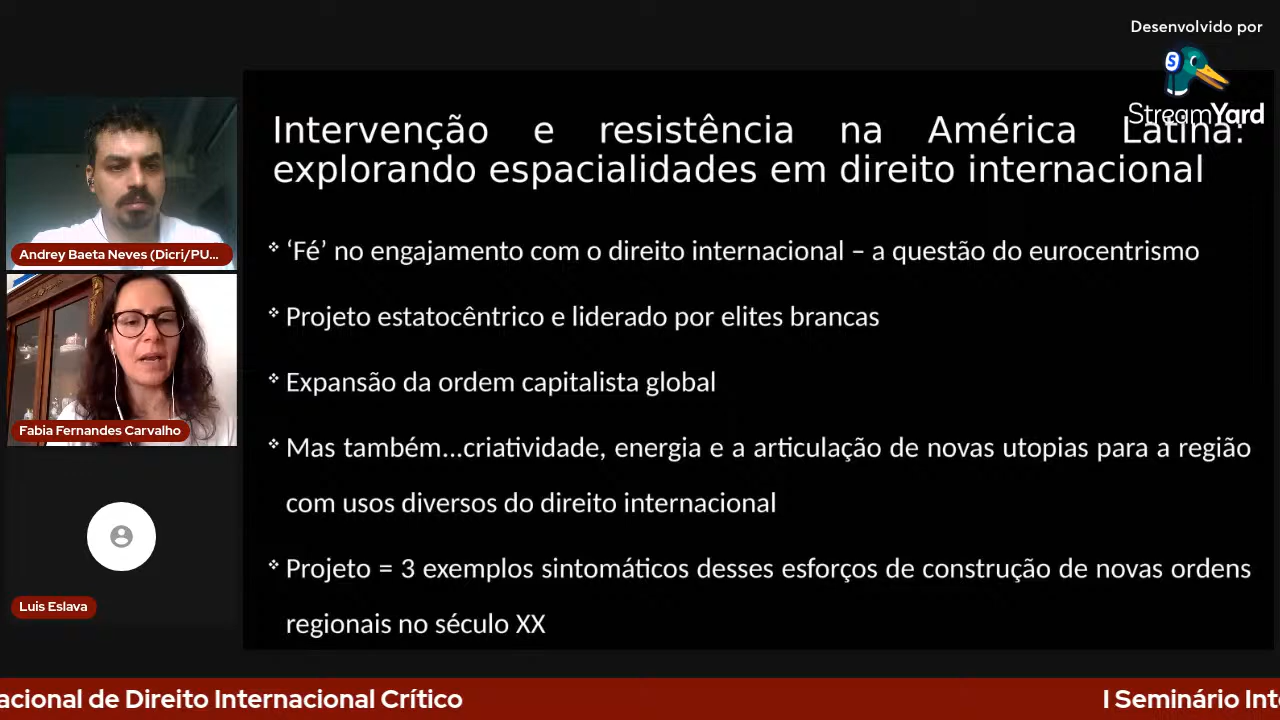 Desenvolvido por
StreamYard
Intervenção e resistência na América Latina:
explorando espacialidades em direito internacional
‘Fé’ no engajamento com o direito internacional – a questão do eurocentrismo
Projeto estatocêntrico e liderado por elites brancas
Expansão da ordem capitalista global
Mas também...criatividade, energia e a articulação de novas utopias para a região
com usos diversos do direito internacional
Projeto = 3 exemplos sintomáticos desses esforços de construção de novas ordens
regionais no século XX
Andrey Baeta Neves (Dicri/PU...
Fabia Fernandes Carvalho
Luis Eslava
acional de Direito Internacional Crítico
I Seminário Inte